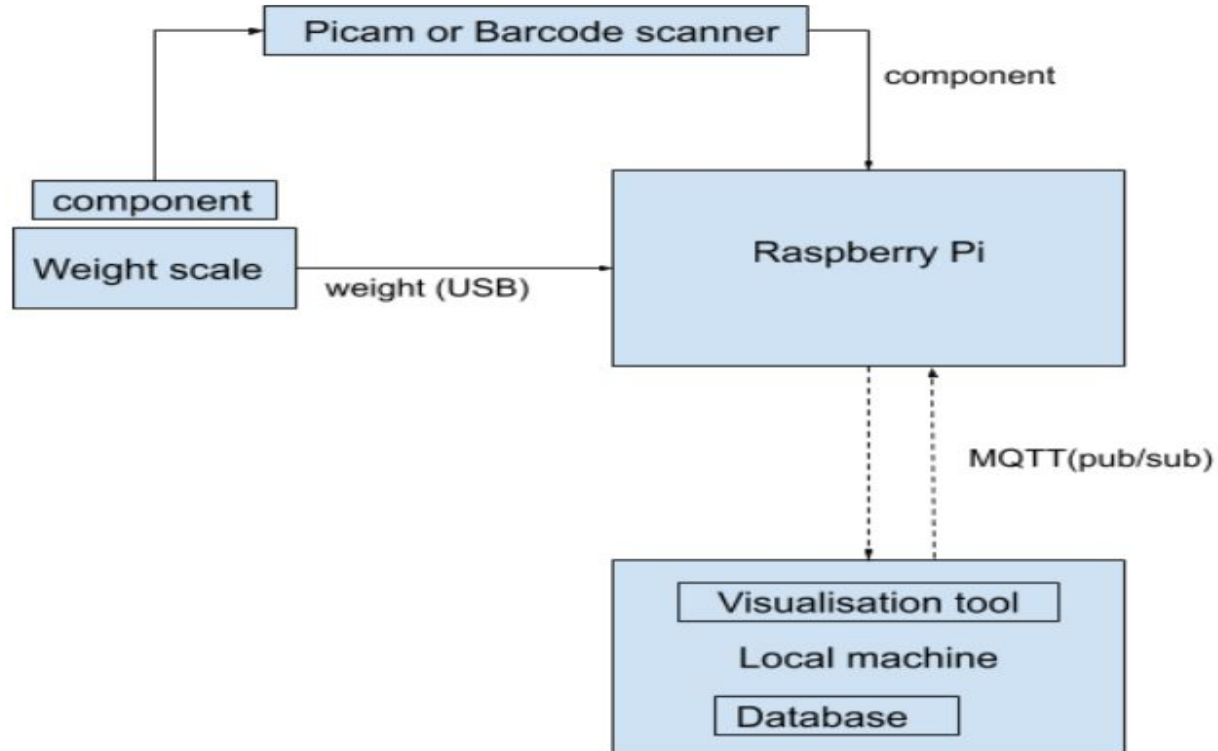 Picam or Barcode scanner
component
component
Weight scale
weight (USB)
Raspberry Pi
MQTT(pub/sub)
Visualisation tool
Local machine
Database